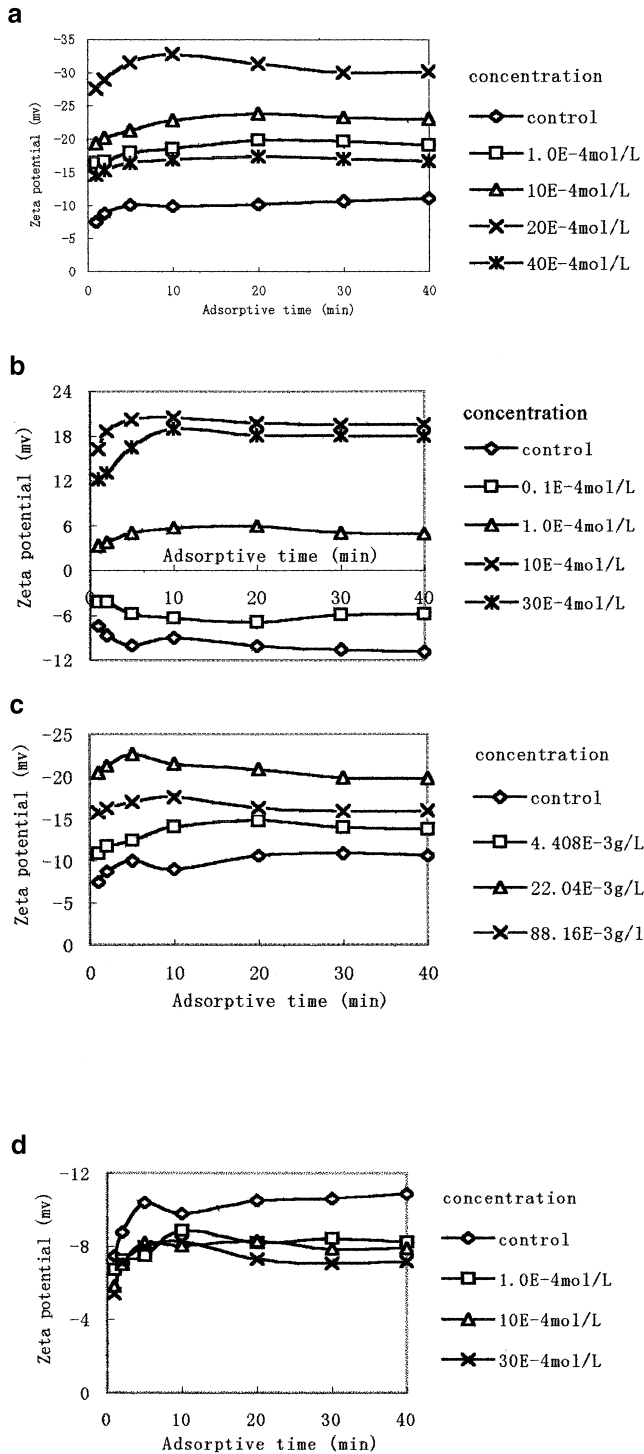 a
-35
-30
-25
-20
-15
-10
-5
0
Zeta potential (mv)
0 10 20 30 40
Adsorptive time (min)
concentration
control
1.0E-4mol/L
10E-4mol/L
20E-4mol/L
40E-4mol/L
b
24
18
12
6
0
-6
-12
Zeta potential (mv)
Adsorptive time (min)
0 10 20 30 40
concentration
control
0.1E-4mol/L
1.0E-4mol/L
10E-4mol/L
30E-4mol/L
c
-25
-20
-15
-10
-5
0
Zeta potential (mv)
0 10 20 30 40
Adsorptive time (min)
concentration
control
4.408E-3g/L
22.04E-3g/L
88.16E-3g/l
d
-12
-8
-4
0
Zeta potential (mv)
0 10 20 30 40
Adsorptive time (min)
concentration
control
1.0E-4mol/L
10E-4mol/L
30E-4mol/L